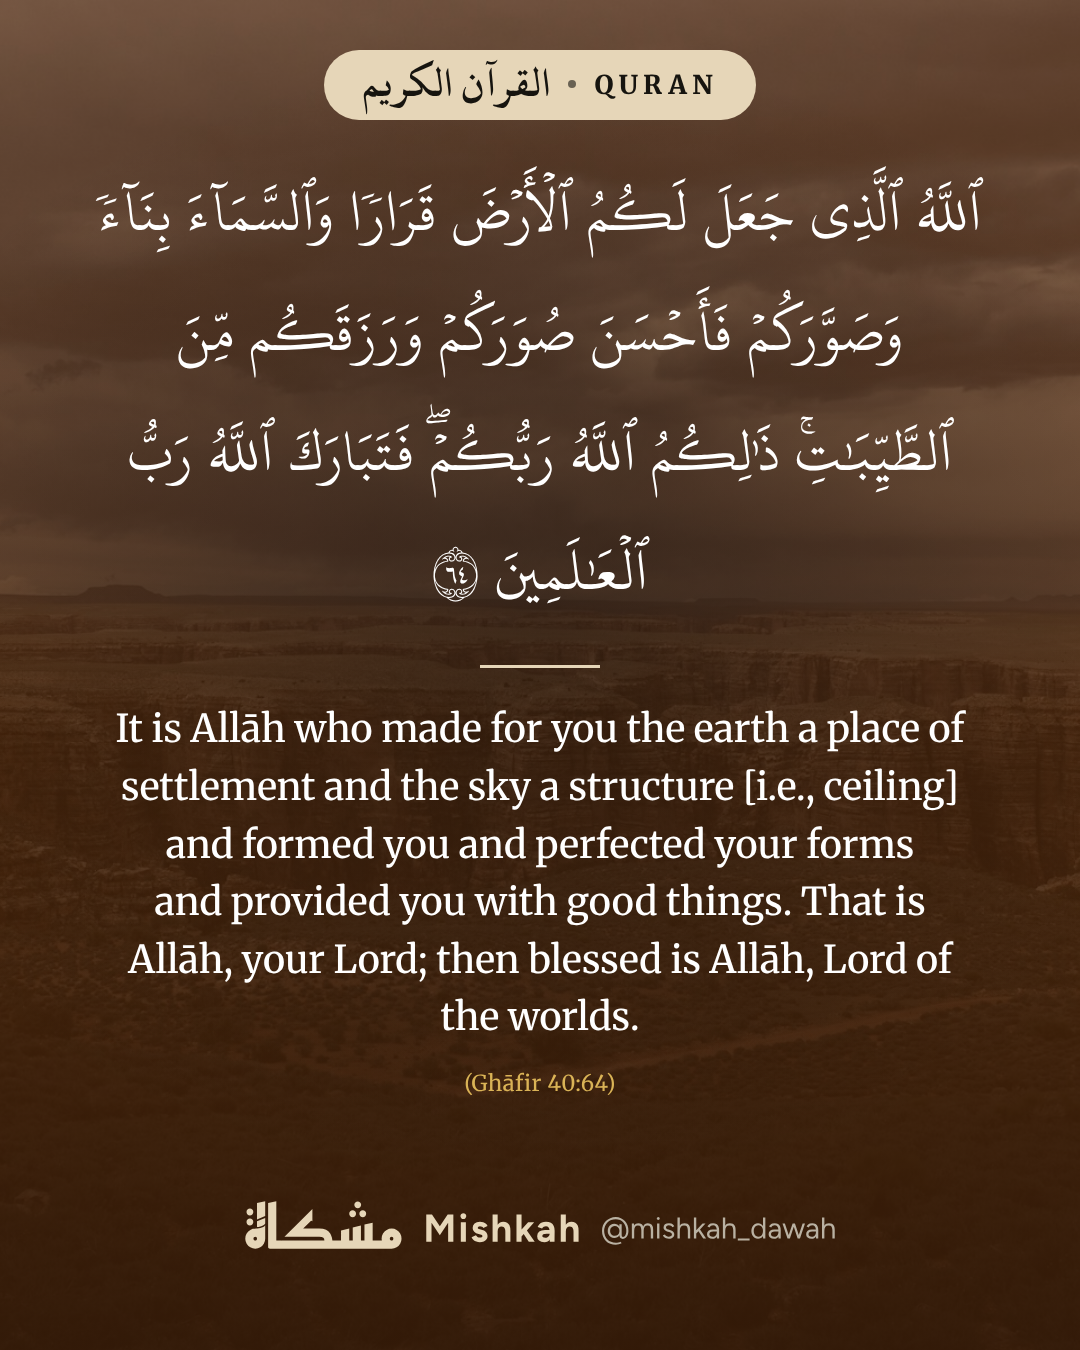 القرآن الكريم • QURAN
ٱللَّهُ ٱلَّذِى جَعَلَ لَكُمُ ٱلْأَرْضَ قَرَارًا وَٱلسَّمَآءَ بِنَآءً
وَصَوَّرَكُمْ فَأَحْسَنَ صُوَرَكُمْ وَرَزَقَكُم مِّنَ
ٱلطَّيِّبَـٰتِ ۚ ذَٰلِكُمُ ٱللَّهُ رَبُّكُمْ ۖ فَتَبَارَكَ ٱللَّهُ رَبُّ
ٱلْعَـٰلَمِينَ ٦٤
It is Allāh who made for you the earth a place of
settlement and the sky a structure [i.e., ceiling]
and formed you and perfected your forms
and provided you with good things. That is
Allāh, your Lord; then blessed is Allāh, Lord of
the worlds.
(Ghāfir 40:64)
مشكاة Mishkah @mishkah_dawah